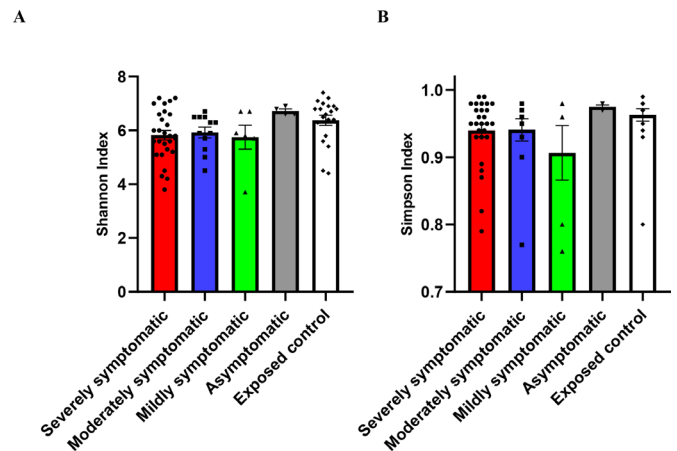 A
B
Shannon Index
8
6
4
2
0
Severely symptomatic
Moderately symptomatic
Mildly symptomatic
Asymptomatic
Exposed control
Simpson Index
1.0
0.9
0.8
0.7
Severely symptomatic
Moderately symptomatic
Mildly symptomatic
Asymptomatic
Exposed control